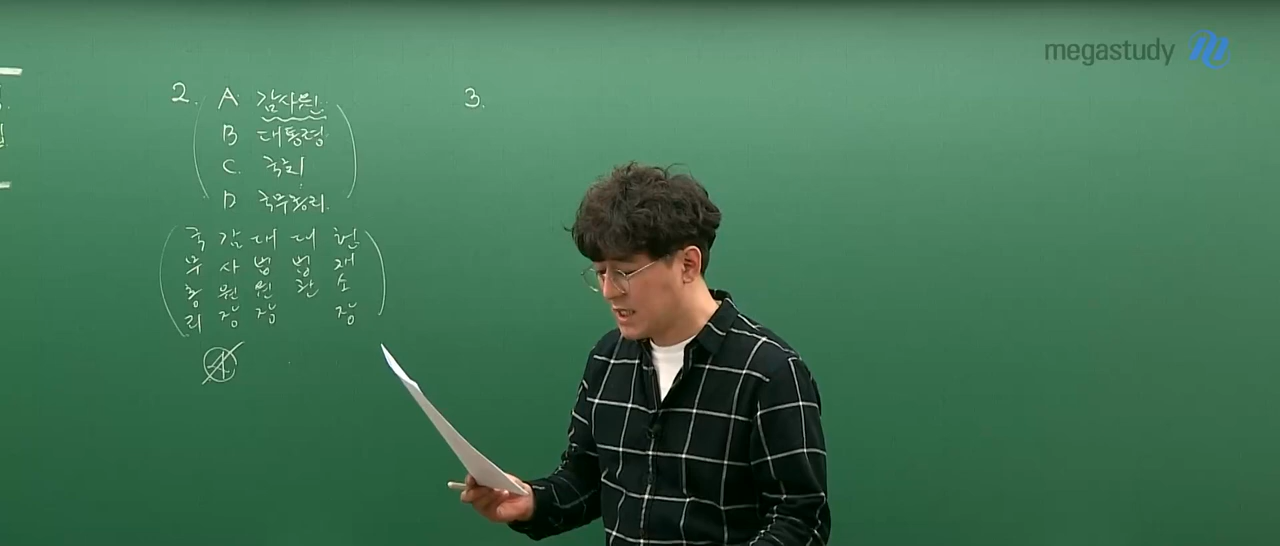 megastudy
2. A 감사원
B 대통령
C. 국회
D 국무총리.
국 감 대 대 헌
무 사 법 법 재
총 원 원 관 소
리 장 장 장
④
3.